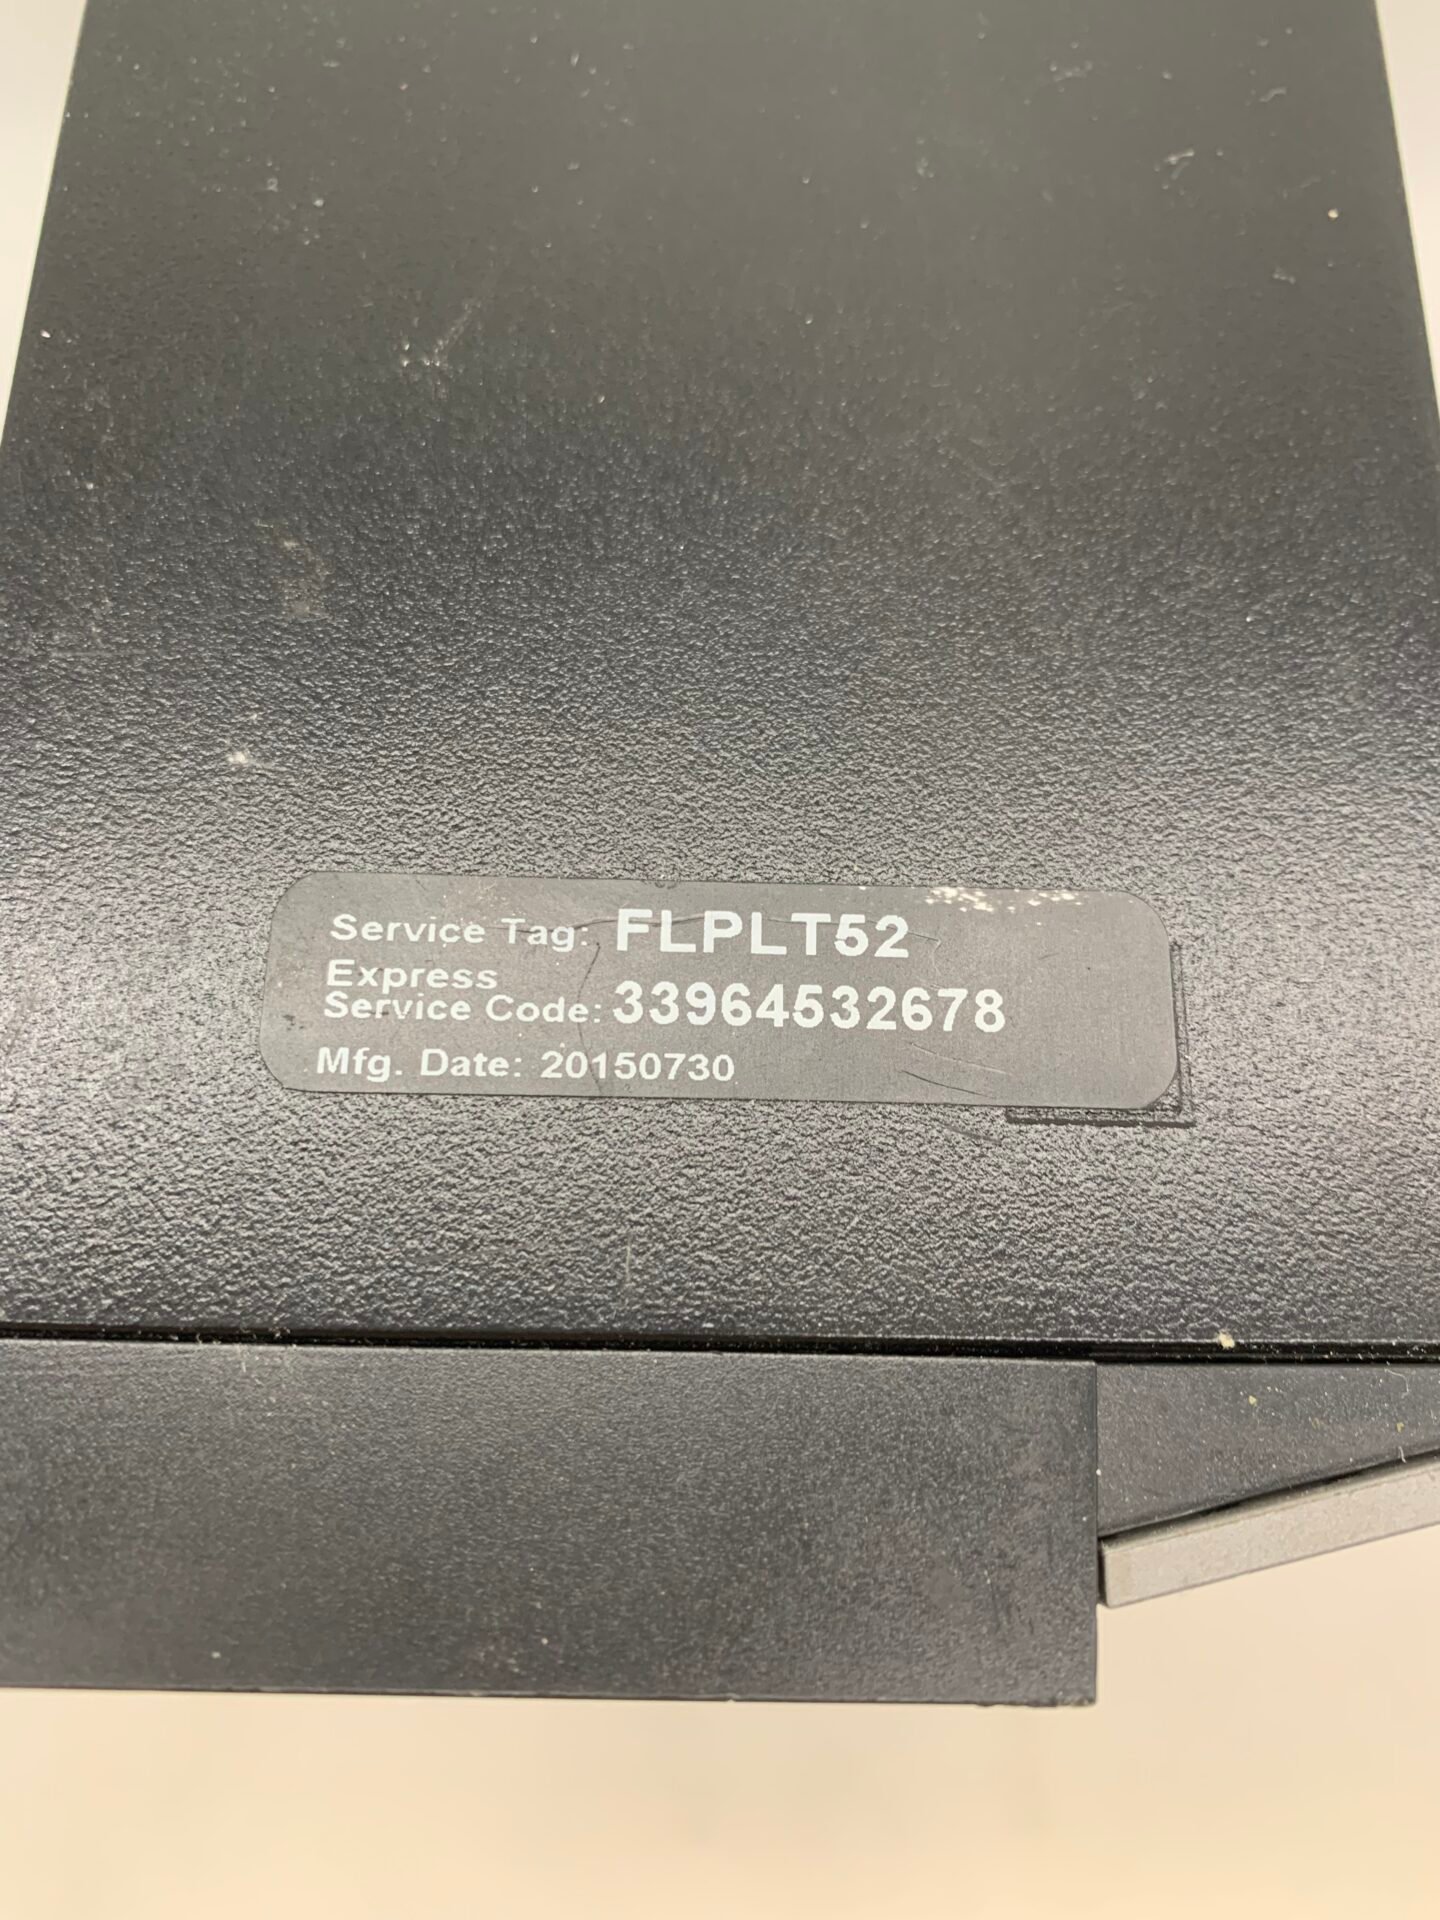 Service Tag: FLPLT52
Express
Service Code: 33964532678
Mfg. Date: 20150730